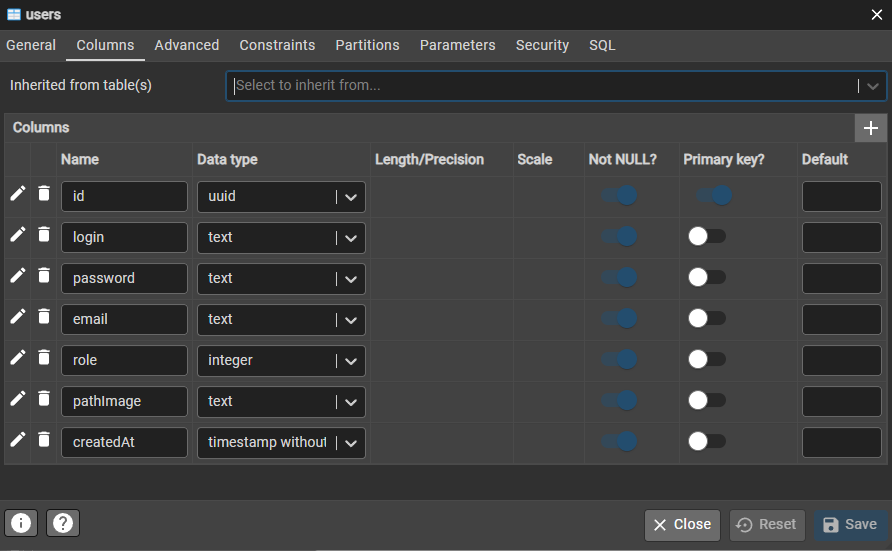 users
General Columns Advanced Constraints Partitions Parameters Security SQL
Inherited from table(s) Select to inherit from...
Columns
Name Data type Length/Precision Scale Not NULL? Primary key? Default
id uuid
login text
password text
email text
role integer
pathImage text
createdAt timestamp without
Close Reset Save